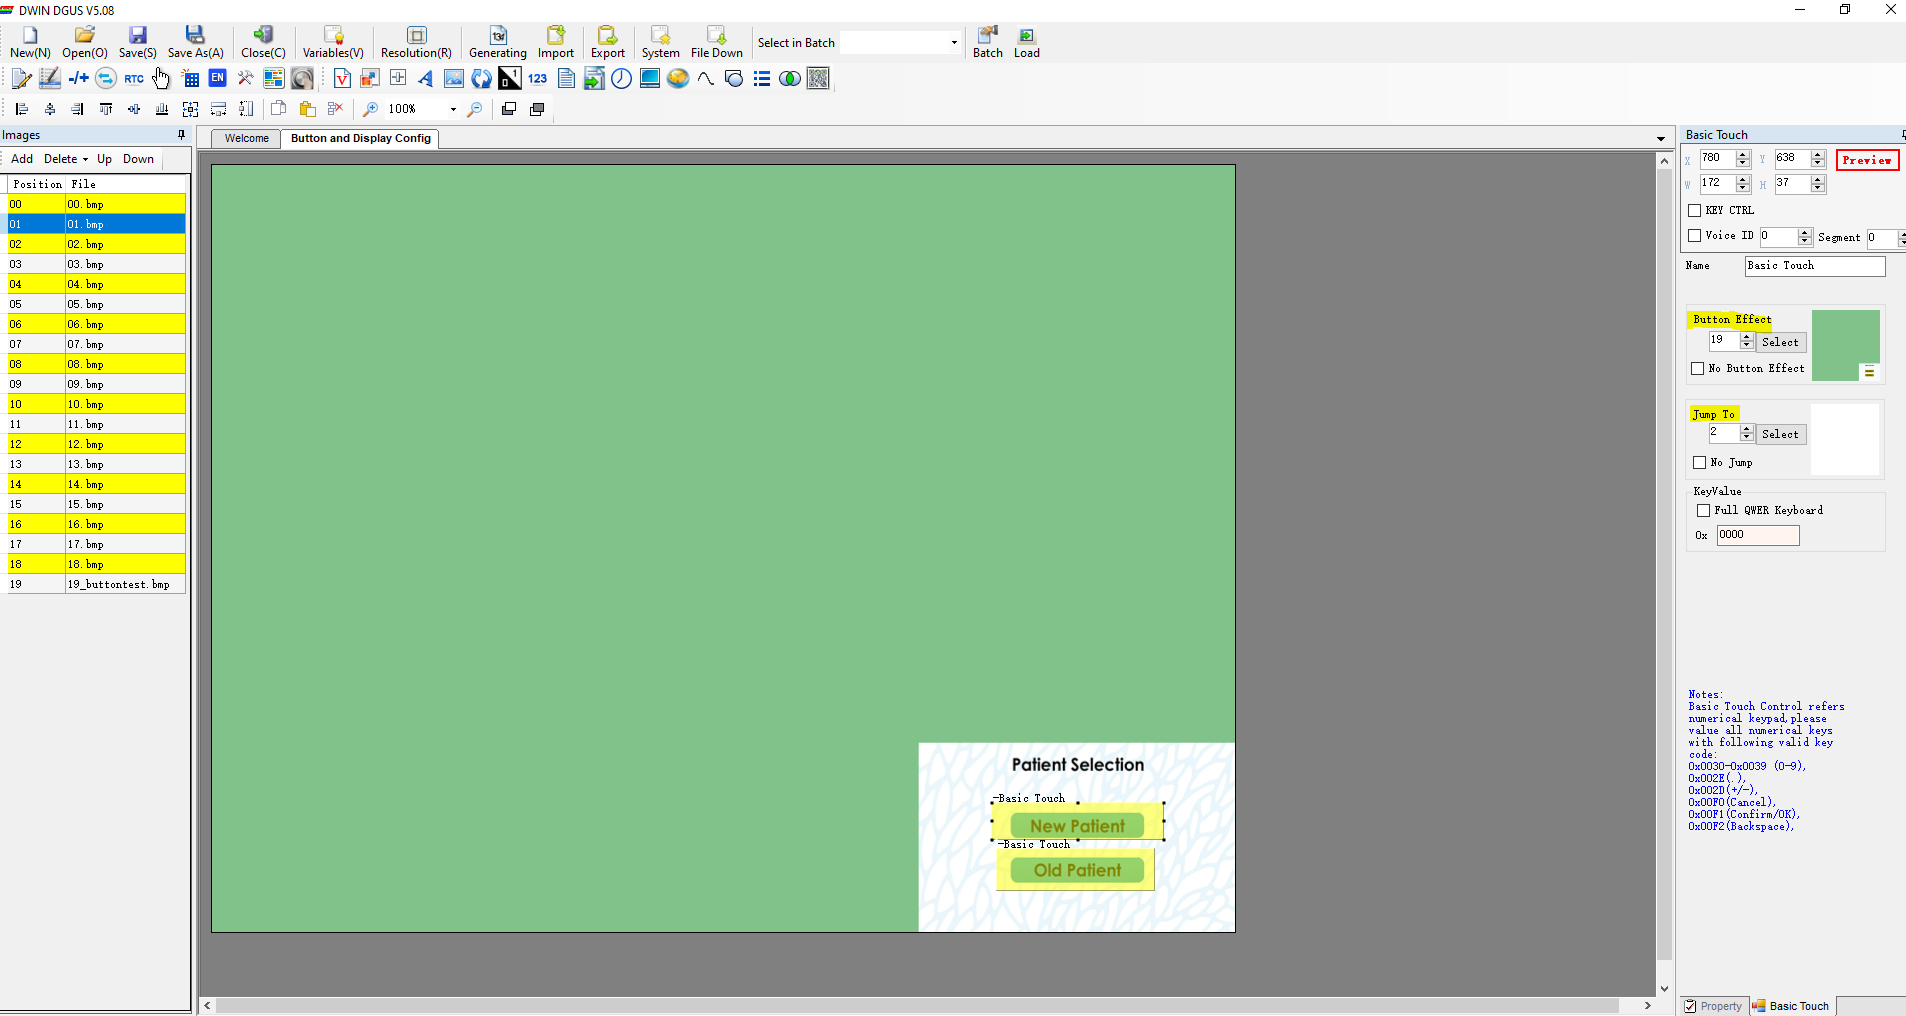 DWIN DGUS V5.08
New(N) Open(O) Save(S) Save As(A) Close(C) Variables(V) Resolution(R) Generating Import Export System File Down Select in Batch Batch Load
-/+ RTC EN V A 1 0 123
100%
Images
Add Delete Up Down
Position File
00 00.bmp
01 01.bmp
02 02.bmp
03 03.bmp
04 04.bmp
05 05.bmp
06 06.bmp
07 07.bmp
08 08.bmp
09 09.bmp
10 10.bmp
11 11.bmp
12 12.bmp
13 13.bmp
14 14.bmp
15 15.bmp
16 16.bmp
17 17.bmp
18 18.bmp
19 19_buttontest.bmp
Welcome Button and Display Config
Patient Selection
-Basic Touch
New Patient
-Basic Touch
Old Patient
Basic Touch
X 780 Y 638 Preview
W 172 H 37
KEY CTRL
Voice ID 0 Segment 0
Name Basic Touch
Button Effect
19 Select
No Button Effect
Jump To
2 Select
No Jump
KeyValue
Full QWER Keyboard
0x 0000
Notes:
Basic Touch Control refers
numerical keypad,please
value all numerical keys
with following valid key
code:
0x0030-0x0039 (0-9),
0x002E(.),
0x002D(+/-),
0x00F0(Cancel),
0x00F1(Confirm/OK),
0x00F2(Backspace),
Property Basic Touch